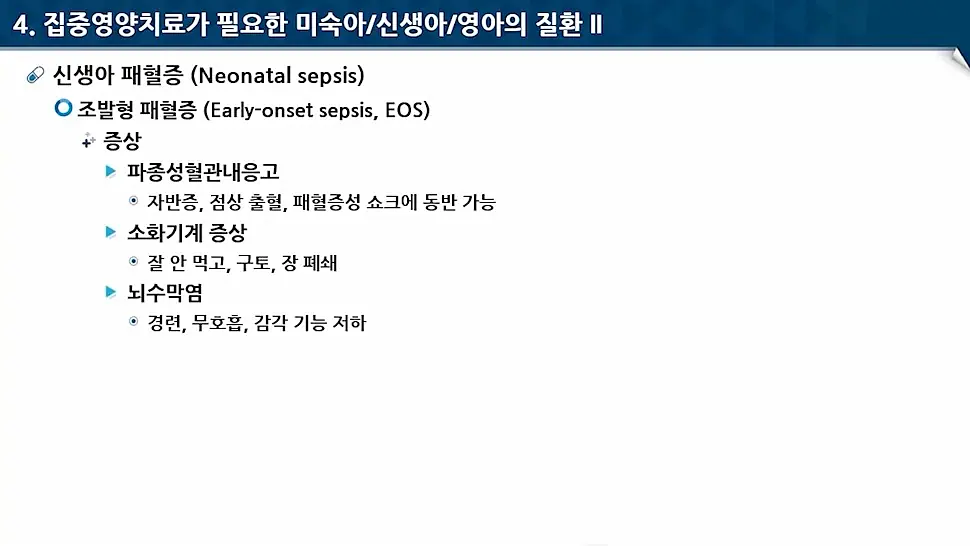 4. 집중영양치료가 필요한 미숙아/신생아/영아의 질환 II
신생아 패혈증 (Neonatal sepsis)
조발형 패혈증 (Early-onset sepsis, EOS)
증상
파종성혈관내응고
자반증, 점상 출혈, 패혈증성 쇼크에 동반 가능
소화기계 증상
잘 안 먹고, 구토, 장 폐쇄
뇌수막염
경련, 무호흡, 감각 기능 저하